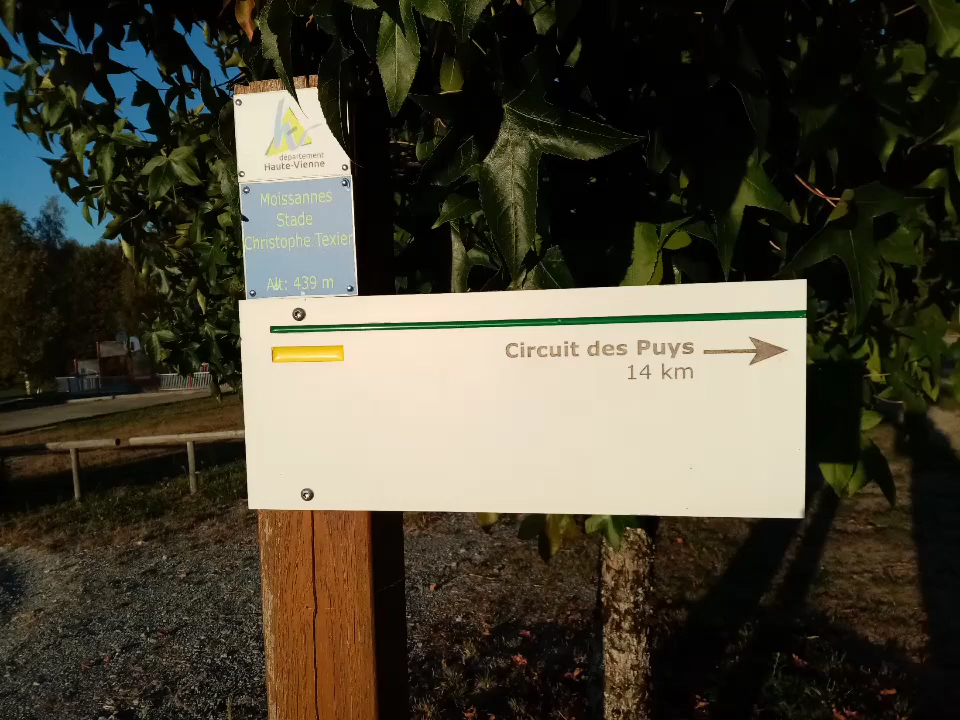 département
Haute-Vienne
Moissannes
Stade
Christophe Texier
Alt: 439 m
Circuit des Puys
14 km